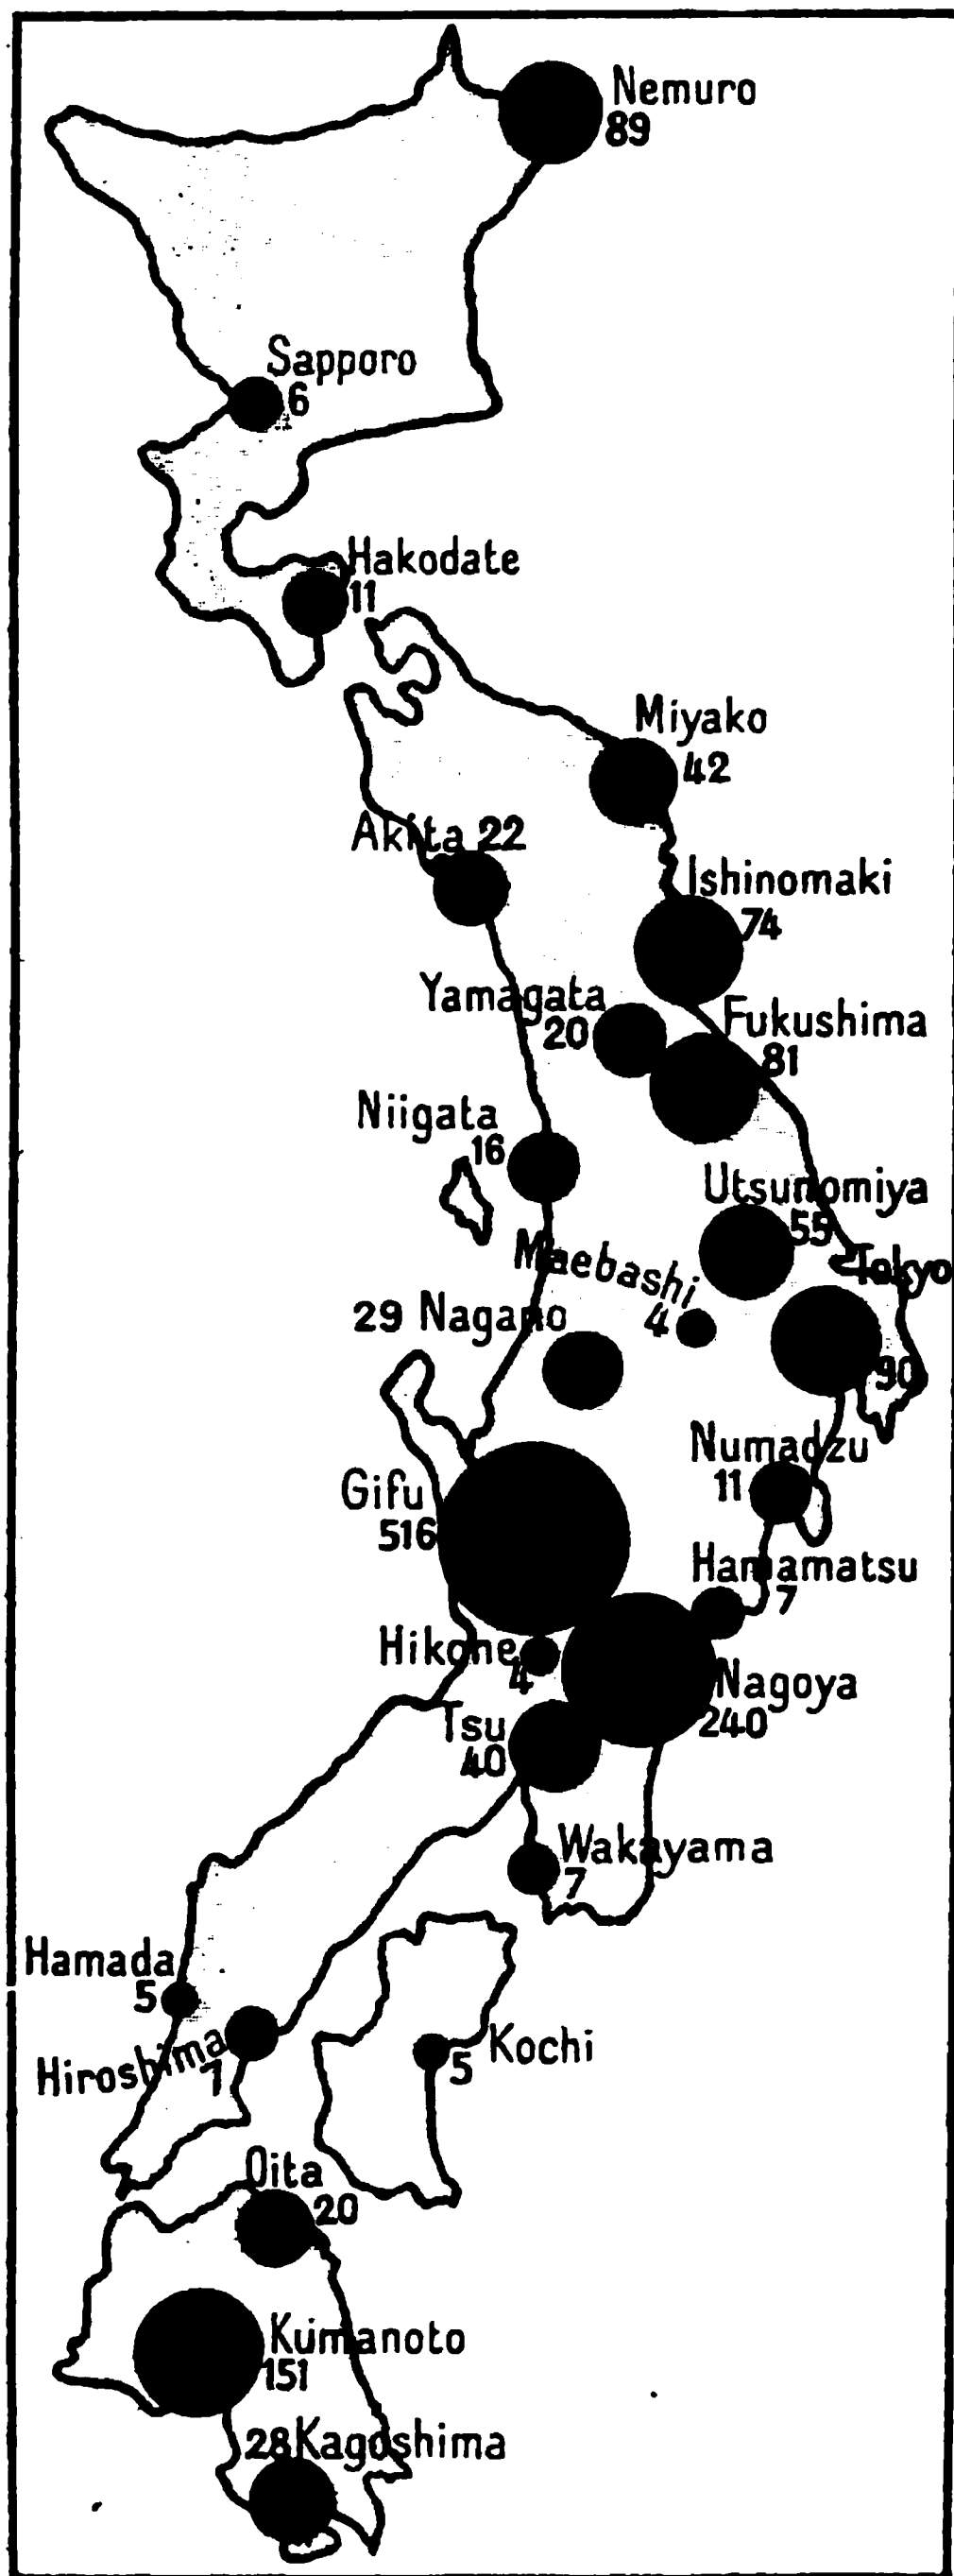 Nemuro
89
Sapporo
6
Hakodate
11
Miyako
42
Akita 22
Ishinomaki
74
Yamagata
20
Fukushima
81
Niigata
16
Utsunomiya
55
Maebashi
4
Tokyo
90
29 Nagano
Numadzu
11
Gifu
516
Hamamatsu
7
Hikone
4
Nagoya
240
Tsu
40
Wakayama
7
Hamada
5
Hiroshima
7
Kochi
5
Oita
20
Kumanoto
151
28 Kagoshima